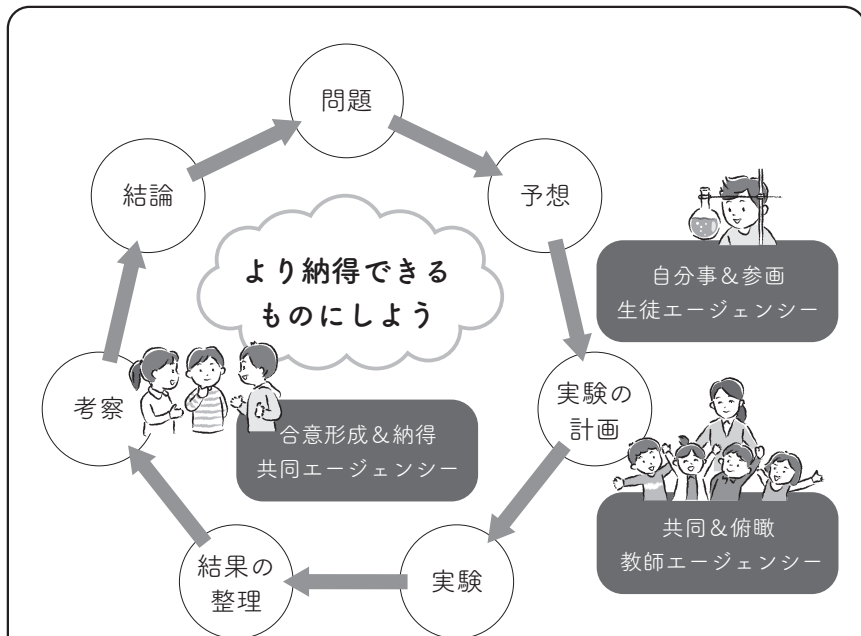 問題
予想
実験の
計画
実験
結果の
整理
考察
結論
より納得できる
ものにしよう
自分事＆参画
生徒エージェンシー
合意形成＆納得
共同エージェンシー
共同＆俯瞰
教師エージェンシー